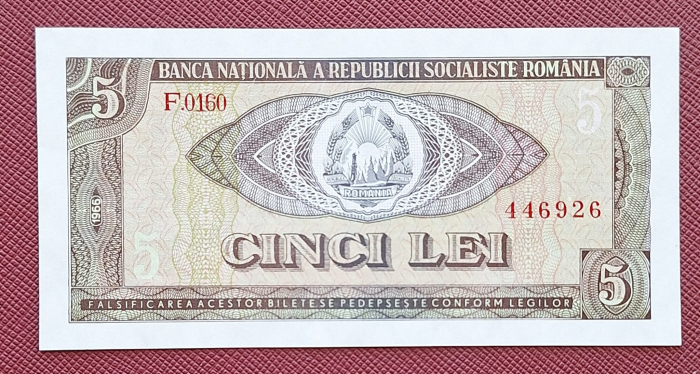 5
BANCA NAȚIONALĂ A REPUBLICII SOCIALISTE ROMÂNIA
F.0160
5
ROMANIA
(1966)
446926
5
CINCI LEI
5
FALSIFICAREA ACESTOR BILETE SE PEDEPSEȘTE CONFORM LEGILOR